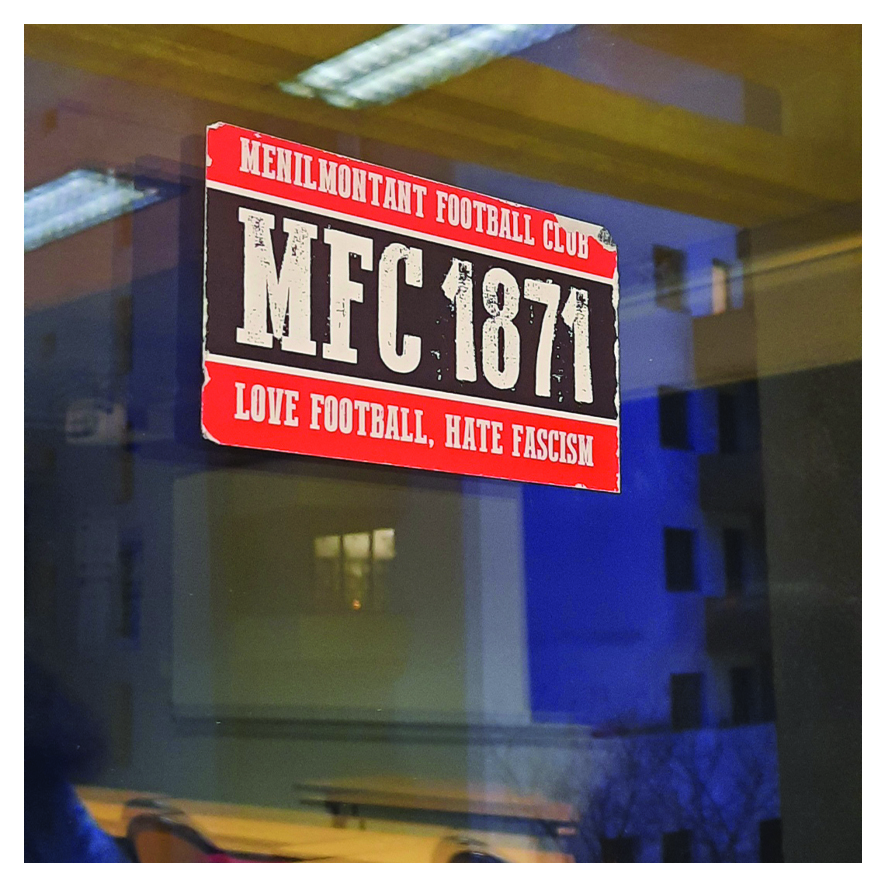 MENILMONTANT FOOTBALL CLUB
MFC 1871
LOVE FOOTBALL, HATE FASCISM